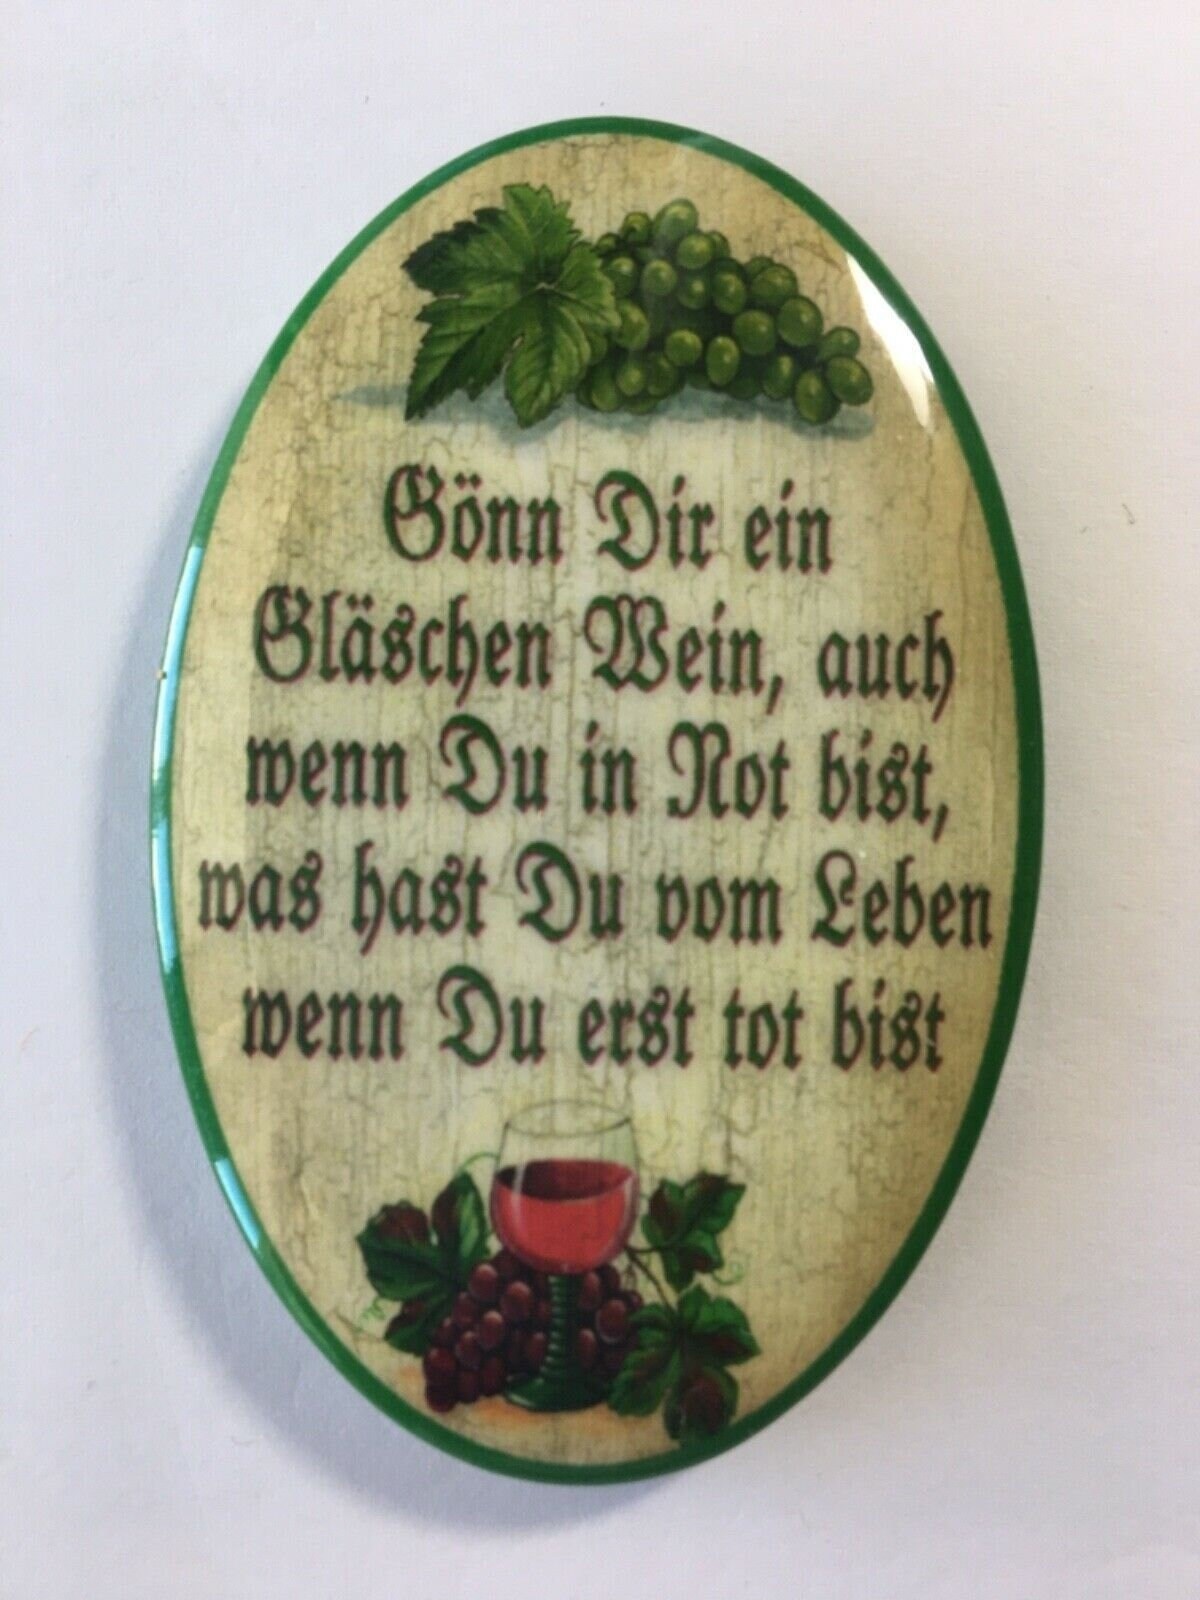 Gönn Dir ein
Gläschen Wein, auch
wenn Du in Not bist,
was hast Du vom Leben
wenn Du erst tot bist